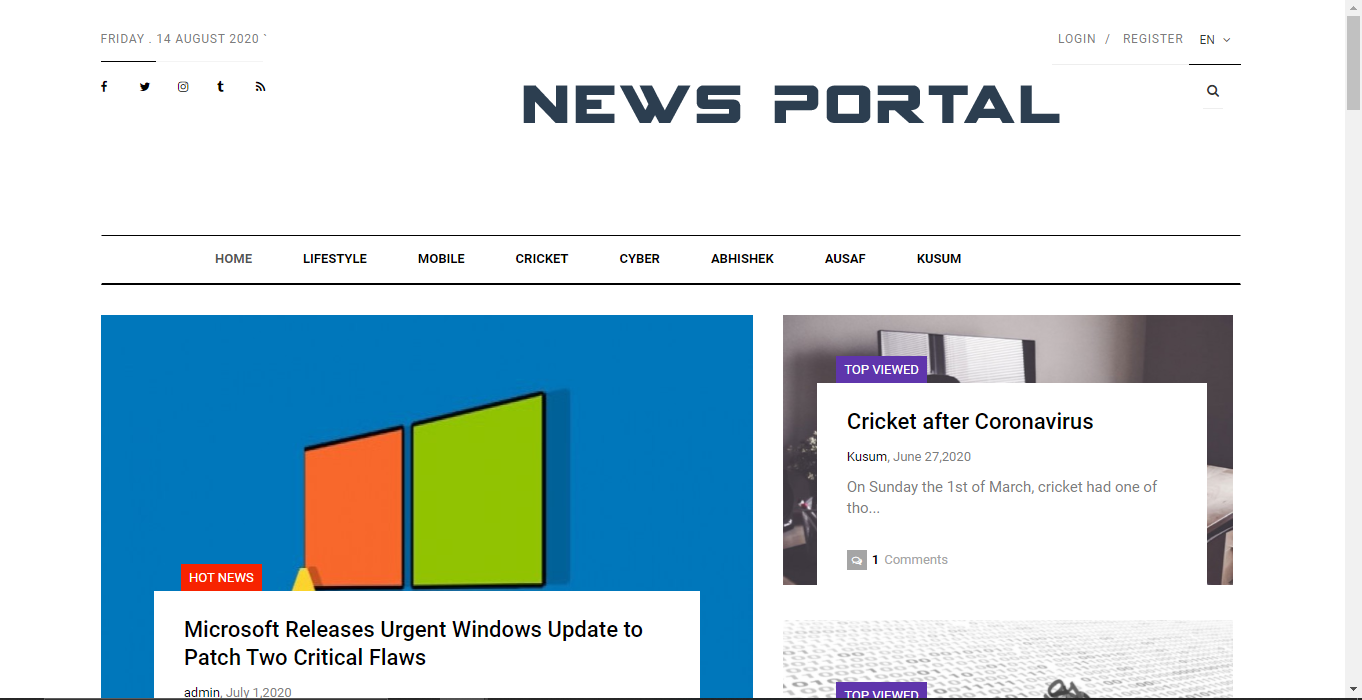 FRIDAY . 14 AUGUST 2020 `
LOGIN / REGISTER EN
NEWS PORTAL
HOME LIFESTYLE MOBILE CRICKET CYBER ABHISHEK AUSAF KUSUM
HOT NEWS
Microsoft Releases Urgent Windows Update to
Patch Two Critical Flaws
admin, July 1,2020
TOP VIEWED
Cricket after Coronavirus
Kusum, June 27,2020
On Sunday the 1st of March, cricket had one of
tho...
1 Comments
TOP VIEWED